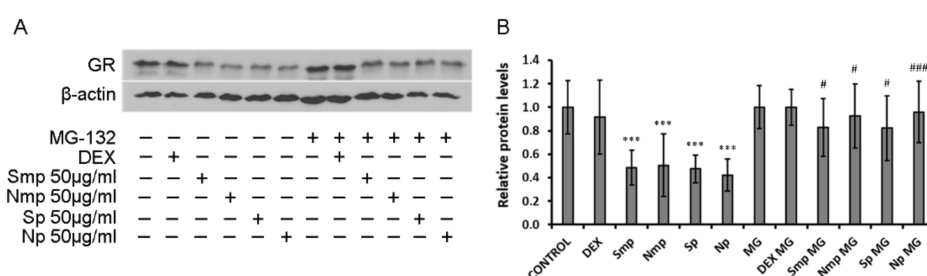 A
GR
β-actin
MG-132 − − − − − − + + + + + +
DEX − + − − − − − + − − − −
Smp 50µg/ml − − + − − − − − + − − −
Nmp 50µg/ml − − − + − − − − − + − −
Sp 50µg/ml − − − − + − − − − − + −
Np 50µg/ml − − − − − + − − − − − +
B
Relative protein levels
1.4
1.2
1.0
0.8
0.6
0.4
0.2
0.0
*** *** *** ***
# # # ###
CONTROL DEX Smp Nmp Sp Np MG DEX MG Smp MG Nmp MG Sp MG Np MG